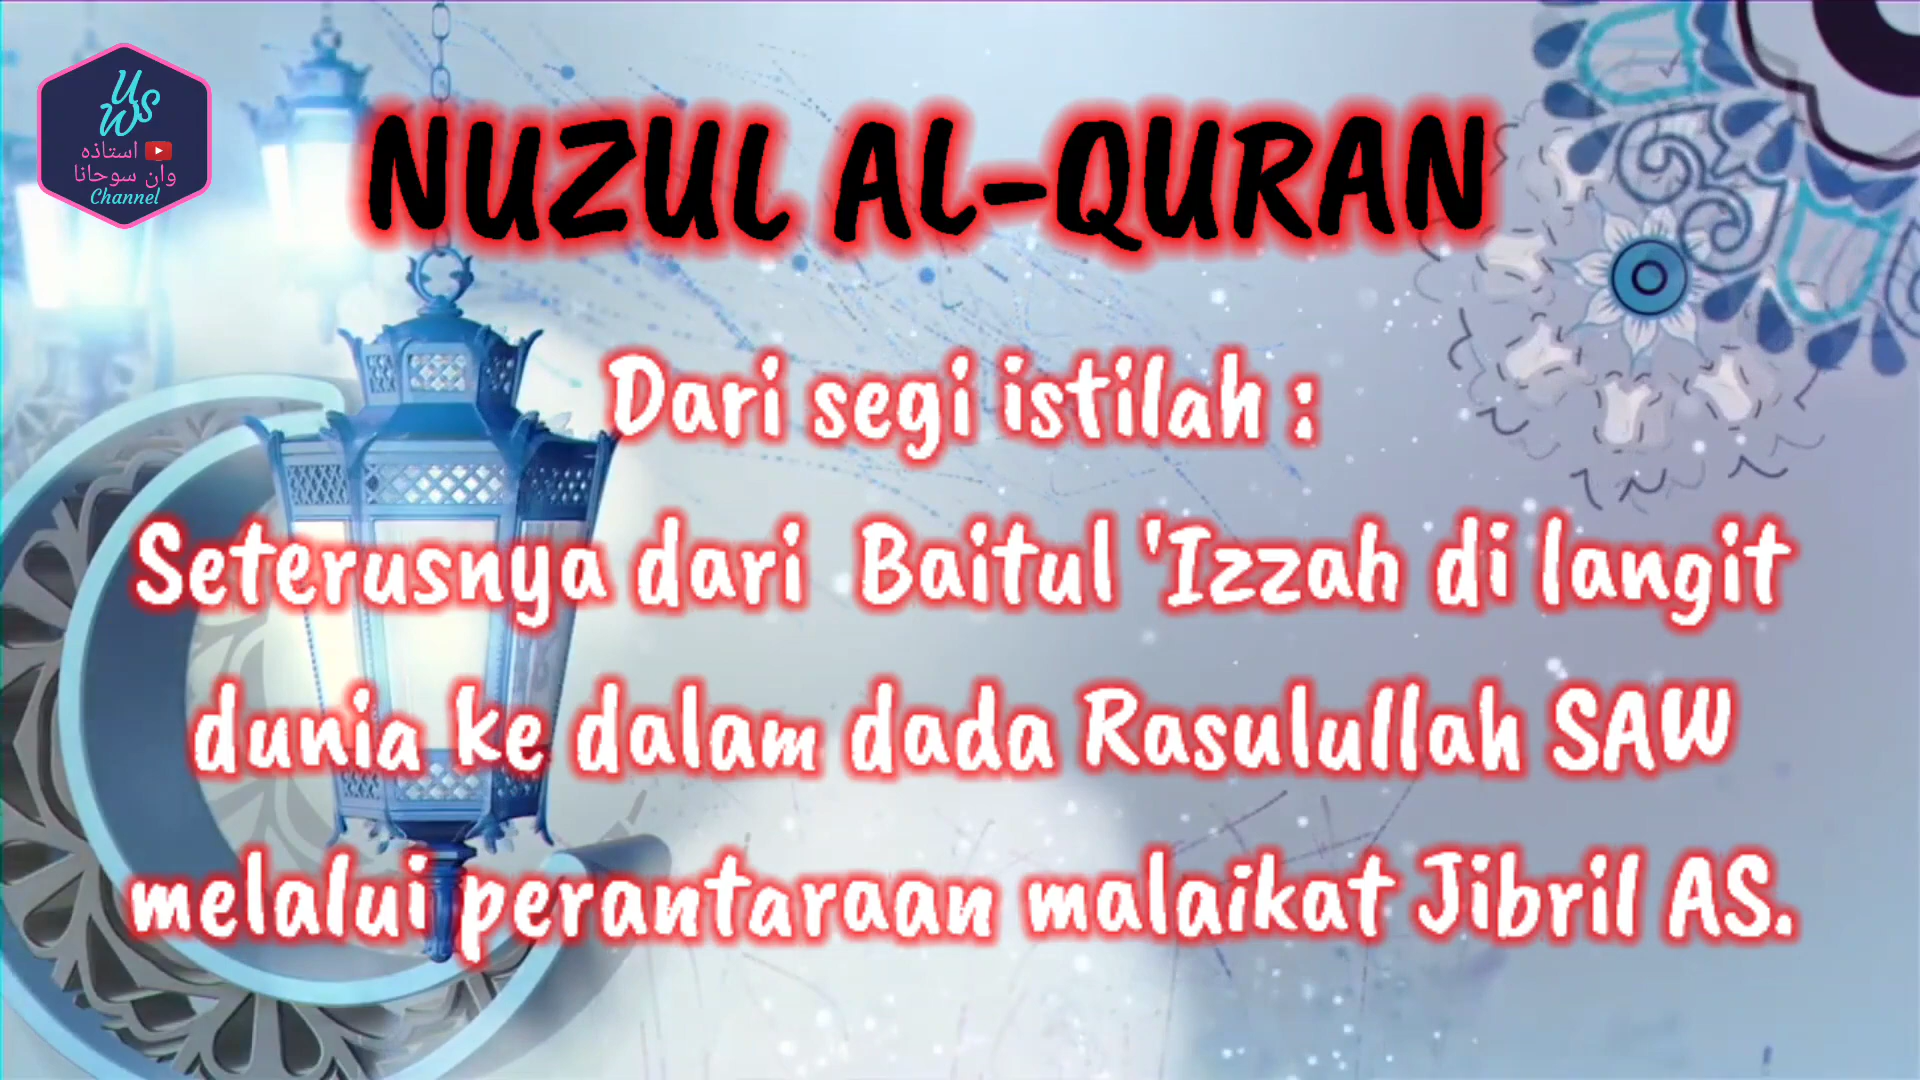 UWS
استاذه
وان سوحانا
Channel
NUZUL AL-QURAN
Dari segi istilah :
Seterusnya dari Baitul 'Izzah di langit
dunia ke dalam dada Rasulullah SAW
melalui perantaraan malaikat Jibril AS.